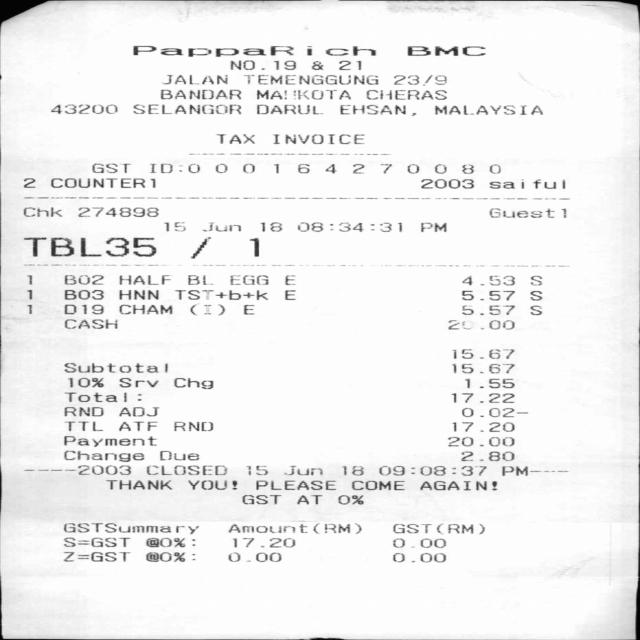 PappaRich BMC
NO.19 & 21
JALAN TEMENGGUNG 23/9
BANDAR MAHKOTA CHERAS
43200 SELANGOR DARUL EHSAN, MALAYSIA
TAX INVOICE
GST ID:000164270080
2 COUNTER1 2003 saiful
Chk 274898 Guest1
15 Jun 18 08:34:31 PM
TBL35 / 1
1 B02 HALF BL EGG E 4.53 S
1 B03 HNN TST+b+k E 5.57 S
1 D19 CHAM (I) E 5.57 S
CASH 20.00
15.67
Subtotal 15.67
10% Srv Chg 1.55
Total: 17.22
RND ADJ 0.02-
TTL ATF RND 17.20
Payment 20.00
Change Due 2.80
----2003 CLOSED 15 Jun 18 09:08:37 PM----
THANK YOU! PLEASE COME AGAIN!
GST AT 0%
GSTSummary Amount(RM) GST(RM)
S=GST @0%: 17.20 0.00
Z=GST @0%: 0.00 0.00